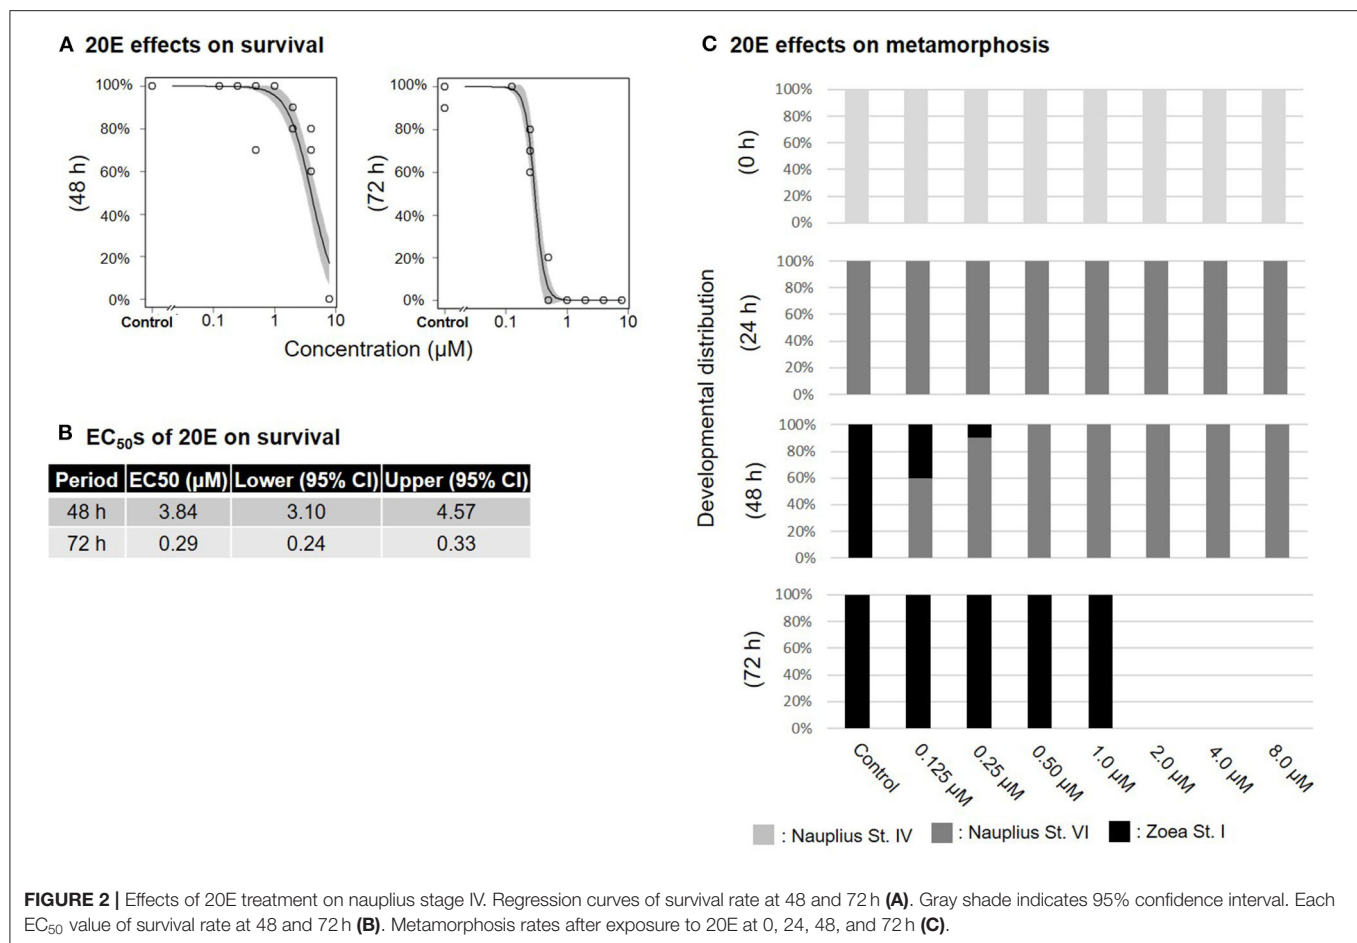 A 20E effects on survival
100%
80%
60%
40%
20%
0%
(48 h)
Control 0.1 1 10
100%
80%
60%
40%
20%
0%
(72 h)
Control 0.1 1 10
Concentration (µM)
B EC50s of 20E on survival
Period EC50 (µM) Lower (95% CI) Upper (95% CI)
48 h 3.84 3.10 4.57
72 h 0.29 0.24 0.33
C 20E effects on metamorphosis
Developmental distribution
(0 h)
100%
80%
60%
40%
20%
0%
(24 h)
100%
80%
60%
40%
20%
0%
(48 h)
100%
80%
60%
40%
20%
0%
(72 h)
100%
80%
60%
40%
20%
0%
Control 0.125 µM 0.25 µM 0.50 µM 1.0 µM 2.0 µM 4.0 µM 8.0 µM
: Nauplius St. IV : Nauplius St. VI : Zoea St. I
FIGURE 2 | Effects of 20E treatment on nauplius stage IV. Regression curves of survival rate at 48 and 72 h (A). Gray shade indicates 95% confidence interval. Each
EC50 value of survival rate at 48 and 72 h (B). Metamorphosis rates after exposure to 20E at 0, 24, 48, and 72 h (C).